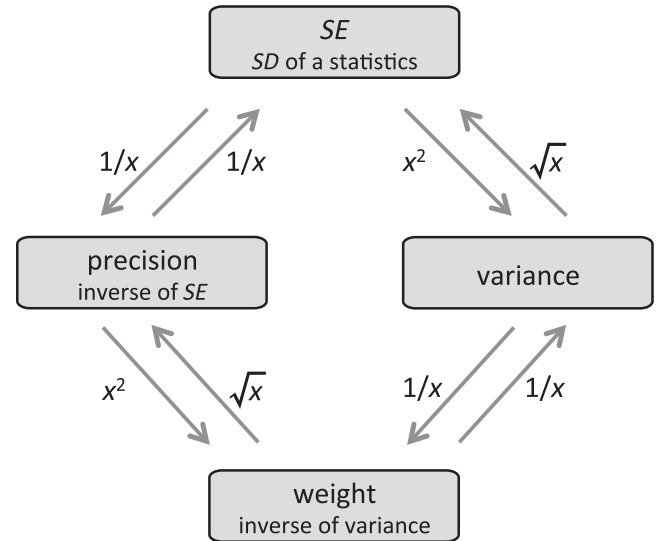 SE
SD of a statistics
1/x
1/x
x²
√x
precision
inverse of SE
variance
x²
√x
1/x
1/x
weight
inverse of variance